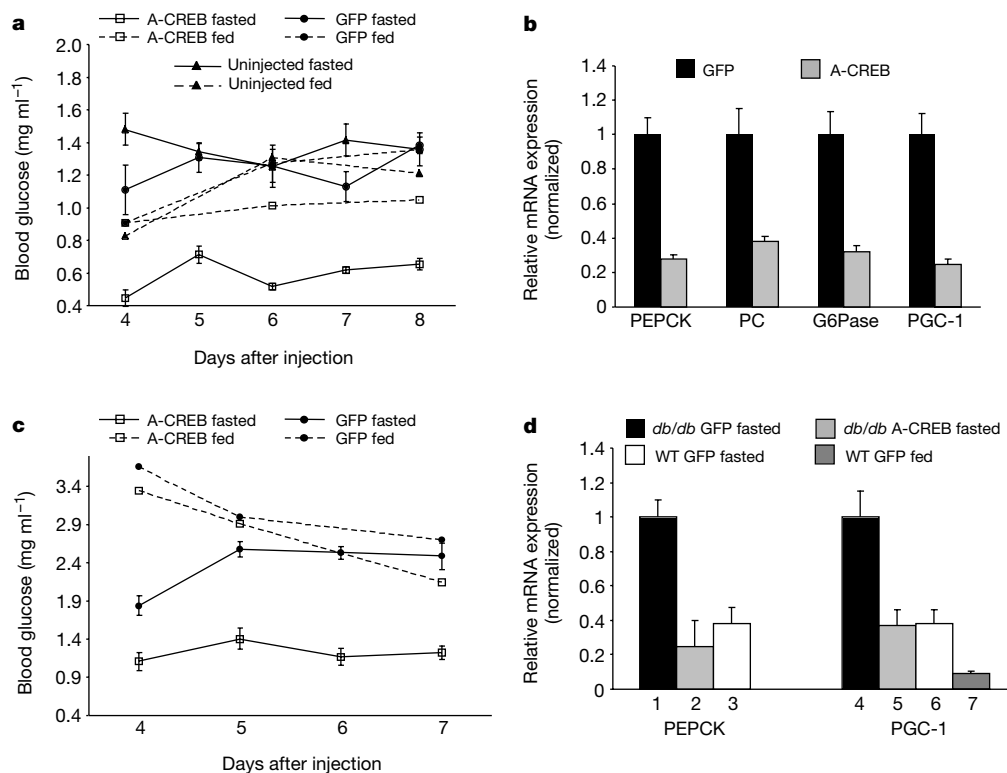 a
A-CREB fasted GFP fasted
A-CREB fed GFP fed
Uninjected fasted
Uninjected fed
Blood glucose (mg ml⁻¹)
2.0
1.8
1.6
1.4
1.2
1.0
0.8
0.6
0.4
4 5 6 7 8
Days after injection
b
GFP A-CREB
Relative mRNA expression
(normalized)
1.4
1.2
1
0.8
0.6
0.4
0.2
0
PEPCK PC G6Pase PGC-1
c
A-CREB fasted GFP fasted
A-CREB fed GFP fed
Blood glucose (mg ml⁻¹)
3.4
2.9
2.4
1.9
1.4
0.9
0.4
4 5 6 7
Days after injection
d
db/db GFP fasted db/db A-CREB fasted
WT GFP fasted WT GFP fed
Relative mRNA expression
(normalized)
1.4
1.2
1
0.8
0.6
0.4
0.2
0
1 2 3 4 5 6 7
PEPCK PGC-1